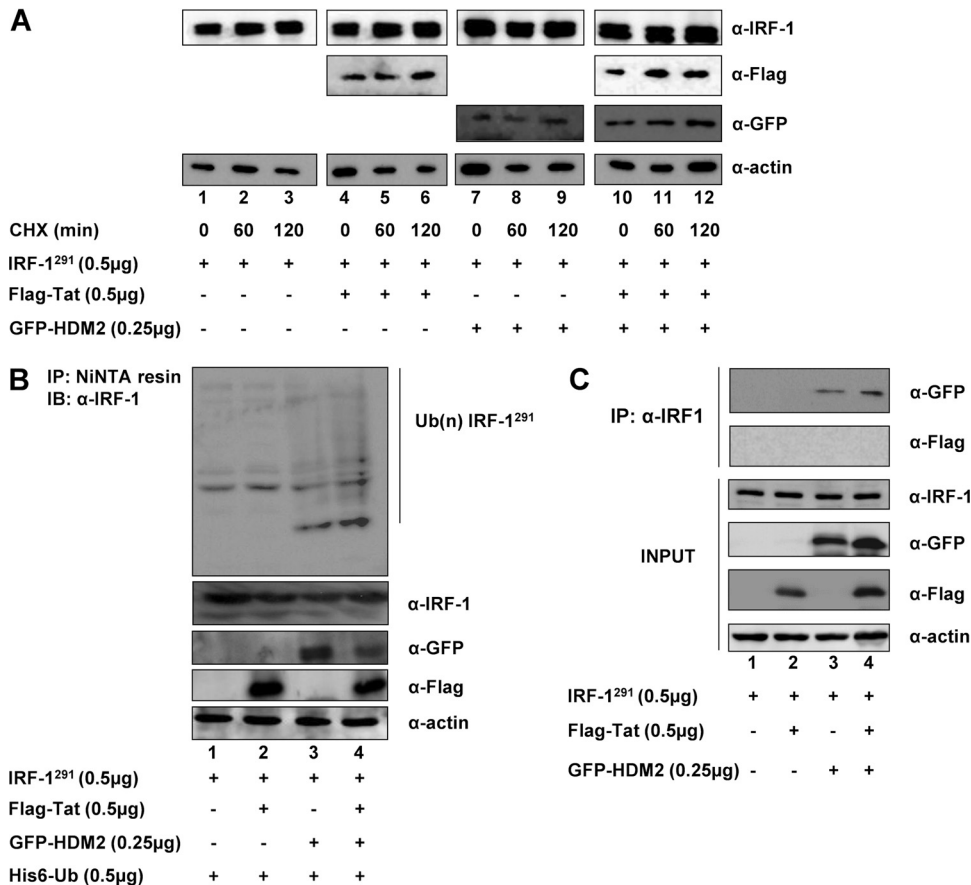 A
α-IRF-1
α-Flag
α-GFP
α-actin
1 2 3 4 5 6 7 8 9 10 11 12
CHX (min) 0 60 120 0 60 120 0 60 120 0 60 120
IRF-1²⁹¹ (0.5µg) + + + + + + + + + + + +
Flag-Tat (0.5µg) - - - + + + - - - + + +
GFP-HDM2 (0.25µg) - - - - - - + + + + + +
B
IP: NiNTA resin
IB: α-IRF-1
Ub(n) IRF-1²⁹¹
α-IRF-1
α-GFP
α-Flag
α-actin
1 2 3 4
IRF-1²⁹¹ (0.5µg) + + + +
Flag-Tat (0.5µg) - + - +
GFP-HDM2 (0.25µg) - - + +
His6-Ub (0.5µg) + + + +
C
IP: α-IRF1
α-GFP
α-Flag
INPUT
α-IRF-1
α-GFP
α-Flag
α-actin
1 2 3 4
IRF-1²⁹¹ (0.5µg) + + + +
Flag-Tat (0.5µg) - + - +
GFP-HDM2 (0.25µg) - - + +